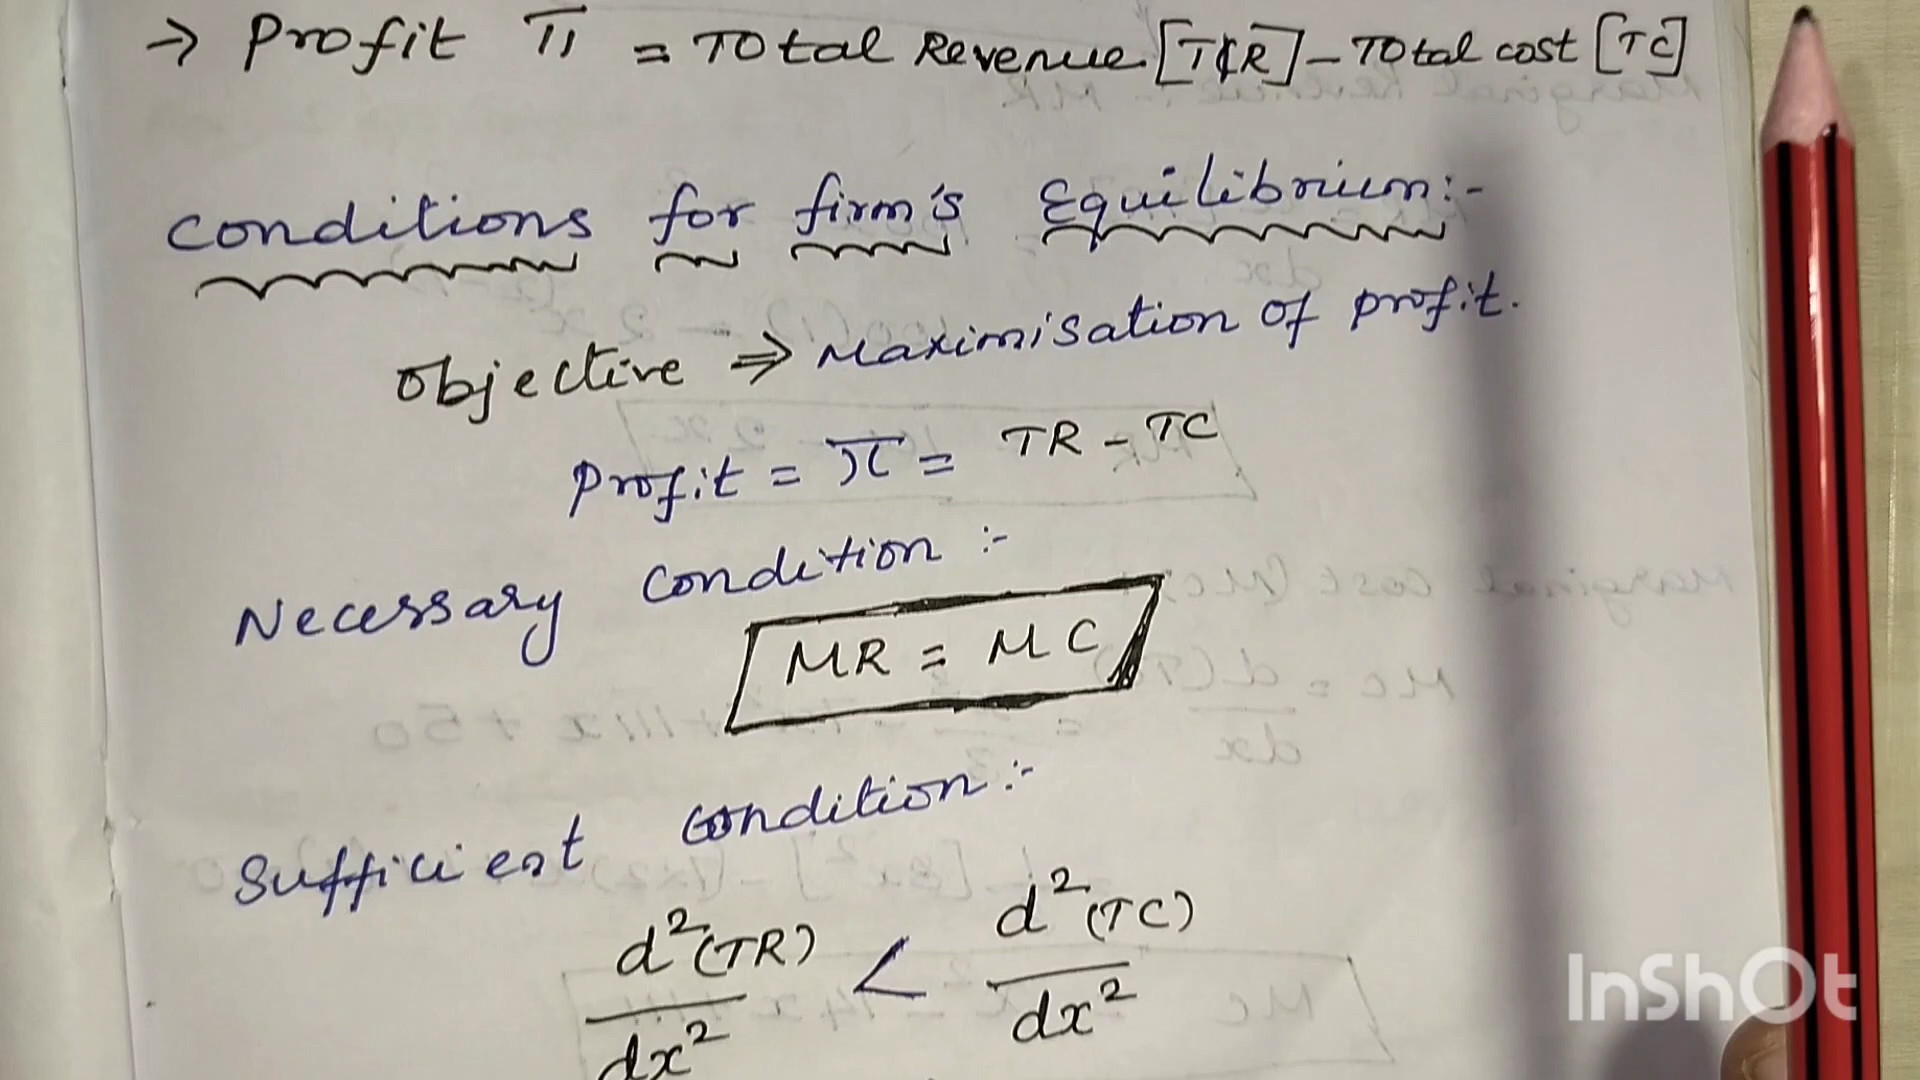 → Profit π = Total Revenue [TR] - Total cost [TC]
Conditions for firm's Equilibrium:-
Objective ⇒ Maximisation of profit.
Profit = π = TR - TC
Necessary condition :-
MR = MC
Sufficient condition :-
d²(TR)/dx² < d²(TC)/dx²
InShOt